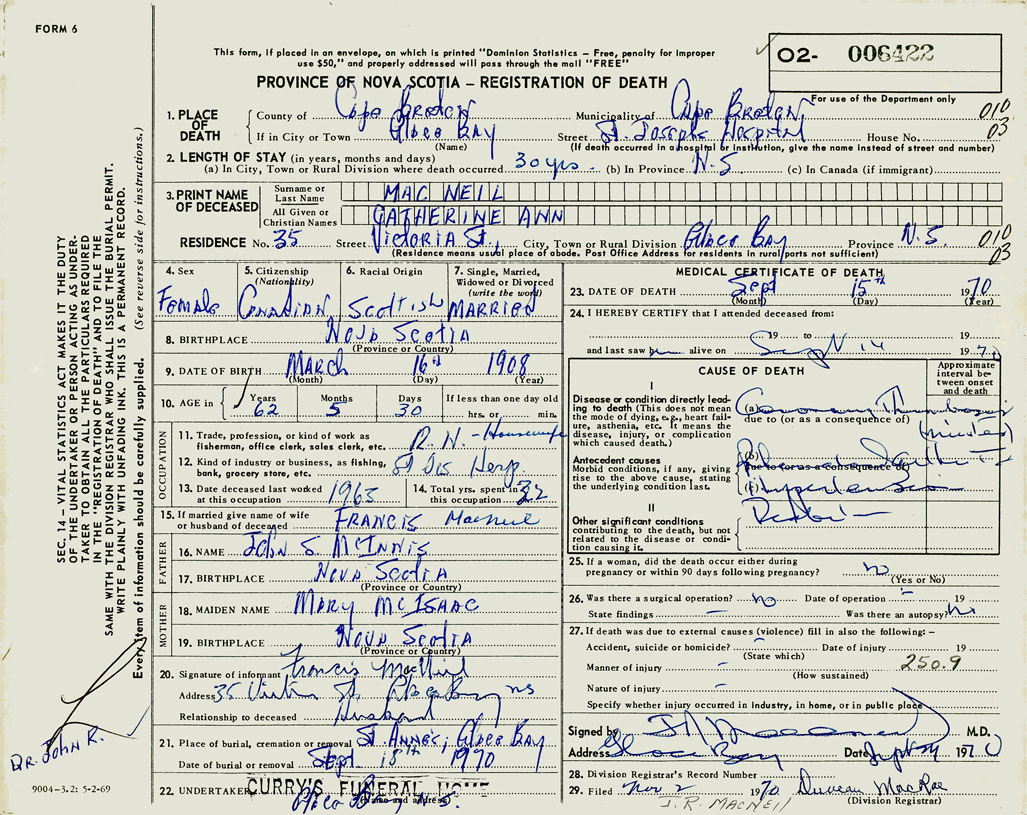 FORM 6
This form, if placed in an envelope, on which is printed "Dominion Statistics – Free, penalty for improper
use $50," and properly addressed will pass through the mail "FREE"
PROVINCE OF NOVA SCOTIA – REGISTRATION OF DEATH
O2- 006422
For use of the Department only
1. PLACE OF DEATH
County of Cape Breton Municipality of Cape Breton 010
If in City or Town Glace Bay Street St. Josephs Hospital House No. 03
(Name) (If death occurred in a hospital or institution, give the name instead of street and number)
2. LENGTH OF STAY (in years, months and days)
(a) In City, Town or Rural Division where death occurred 30 yrs. (b) In Province N.S. (c) In Canada (if immigrant)
3. PRINT NAME OF DECEASED
Surname or Last Name MAC NEIL
All Given or Christian Names CATHERINE ANN
RESIDENCE No. 35 Street Victoria St., City, Town or Rural Division Glace Bay Province N.S. 010
(Residence means usual place of abode. Post Office Address for residents in rural parts not sufficient) 03
4. Sex Female
5. Citizenship (Nationality) Canadian
6. Racial Origin Scottish
7. Single, Married, Widowed or Divorced (write the word) MARRIED
8. BIRTHPLACE Nova Scotia
(Province or Country)
9. DATE OF BIRTH March 16th 1908
(Month) (Day) (Year)
10. AGE in Years Months Days If less than one day old
62 5 30 hrs. or min.
OCCUPATION
11. Trade, profession, or kind of work as
fisherman, office clerk, sales clerk, etc. R.N - Housewife
12. Kind of industry or business, as fishing,
bank, grocery store, etc. St Jos Hosp.
13. Date deceased last worked
at this occupation 1963
14. Total yrs. spent in
this occupation 32
15. If married give name of wife
or husband of deceased FRANCIS MacNeil
FATHER
16. NAME John S. McINNIS
17. BIRTHPLACE Nova Scotia
(Province or Country)
MOTHER
18. MAIDEN NAME MARY McISAAC
19. BIRTHPLACE Nova Scotia
(Province or Country)
20. Signature of informant Francis MacNeil
Address 35 Victoria St. Glace Bay NS
Relationship to deceased Husband
21. Place of burial, cremation or removal St Anne's, Glace Bay
Date of burial or removal Sept. 18th 1970
22. UNDERTAKER CURRY'S FUNERAL HOME
(Name and address) Glace Bay, N.S.
MEDICAL CERTIFICATE OF DEATH
23. DATE OF DEATH Sept 15th 1970
(Month) (Day) (Year)
24. I HEREBY CERTIFY that I attended deceased from:
19 to 19
and last saw alive on Sept 14 1970
CAUSE OF DEATH
Approximate interval between onset and death
I
Disease or condition directly leading
to death (This does not mean
the mode of dying, e.g., heart failure,
asthenia, etc. It means the
disease, injury, or complication
which caused death.)
(a) Coronary Thrombosis
due to (or as a consequence of)
(minutes)
Antecedent causes
Morbid conditions, if any, giving
rise to the above cause, stating
the underlying condition last.
(b)
due to (or as a consequence of)
(c) Hypertension
II
Other significant conditions
contributing to the death, but not
related to the disease or condition
causing it.
25. If a woman, did the death occur either during
pregnancy or within 90 days following pregnancy? no
(Yes or No)
26. Was there a surgical operation? no Date of operation – 19
State findings – Was there an autopsy? no
27. If death was due to external causes (violence) fill in also the following: –
Accident, suicide or homicide? – Date of injury 19
(State which) 250.9
Manner of injury –
(How sustained)
Nature of injury –
Specify whether injury occurred in industry, in home, or in public place
Signed by M.D.
Address Glace Bay Date Sept 1970
28. Division Registrar's Record Number
29. Filed Nov 2 1970 Duncan MacRae
J.R. MACNEIL (Division Registrar)
SEC. 14 – VITAL STATISTICS ACT MAKES IT THE DUTY
OF THE UNDERTAKER OR PERSON ACTING AS UNDER-
TAKER TO OBTAIN ALL THE PARTICULARS REQUIRED
IN THE "REGISTRATION OF DEATH" AND TO FILE THE
SAME WITH THE DIVISION REGISTRAR WHO SHALL ISSUE THE BURIAL PERMIT.
WRITE PLAINLY WITH UNFADING INK. THIS IS A PERMANENT RECORD.
Every item of information should be carefully supplied. (See reverse side for instructions.)
DR. JOHN R.
9004-3.2: 5-2-69